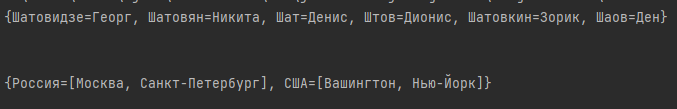 {Шатовидзе=Георг, Шатовян=Никита, Шат=Денис, Штов=Дионис, Шатовкин=Зорик, Шаов=Ден}
{Россия=[Москва, Санкт-Петербург], США=[Вашингтон, Нью-Йорк]}